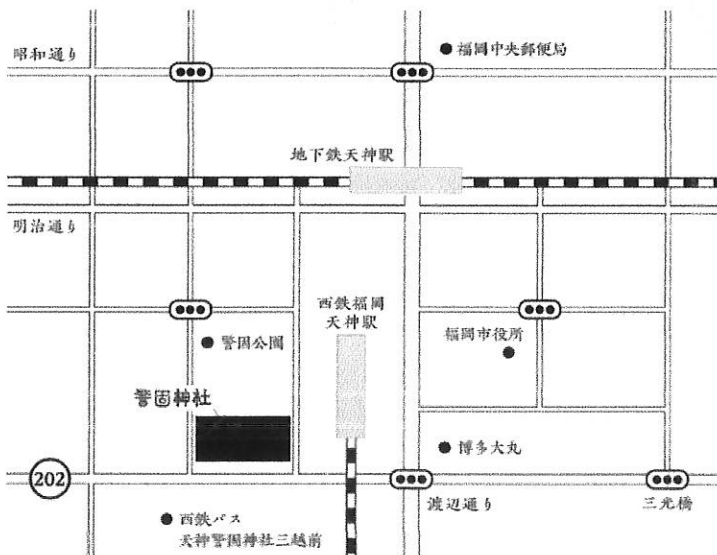 昭和通り
福岡中央郵便局
地下鉄天神駅
明治通り
西鉄福岡
天神駅
警固公園
福岡市役所
警固神社
博多大丸
202
渡辺通り
三光橋
西鉄バス
天神警固神社三越前